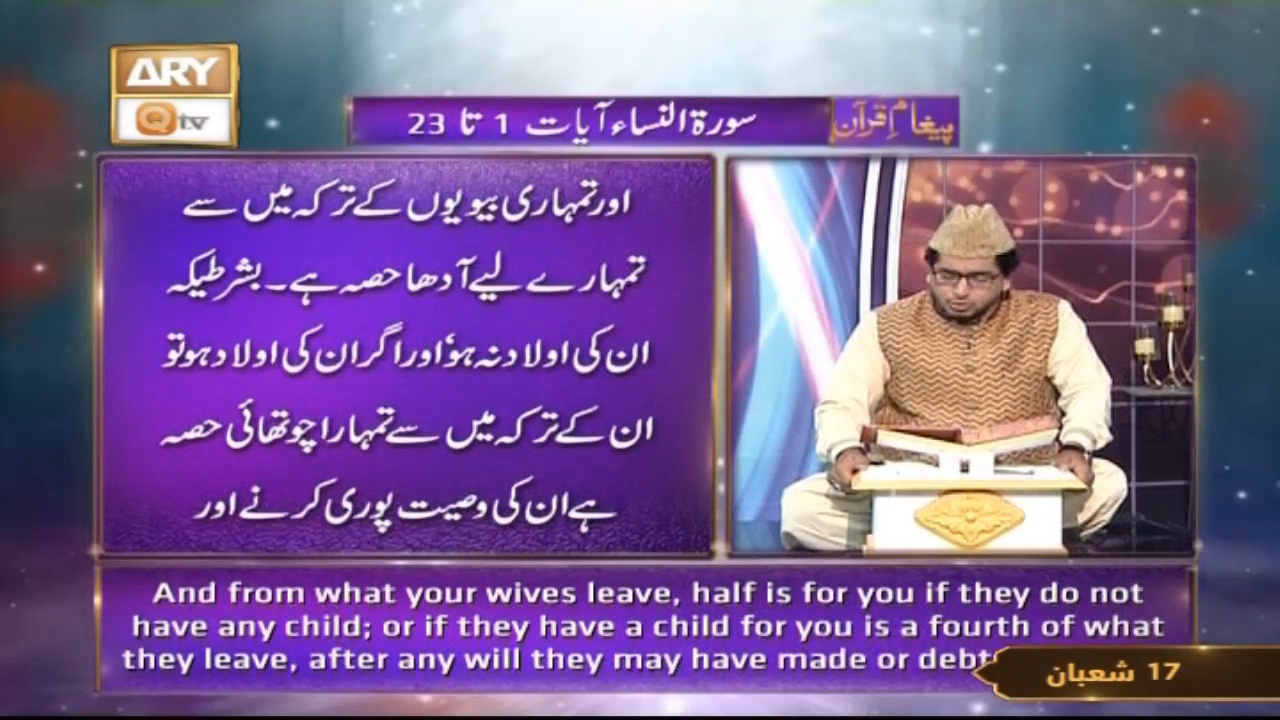 ARY
Qtv
سورۃ النساء آیات 1 تا 23
پیغامِ قرآن
اور تمہاری بیویوں کے ترکہ میں سے
تمہارے لیے آدھا حصہ ہے۔ بشرطیکہ
ان کی اولاد نہ ہو، اور اگر ان کی اولاد ہو تو
ان کے ترکہ میں سے تمہارا چوتھائی حصہ
ہے ان کی وصیت پوری کرنے اور
And from what your wives leave, half is for you if they do not
have any child; or if they have a child for you is a fourth of what
they leave, after any will they may have made or debt
17 شعبان